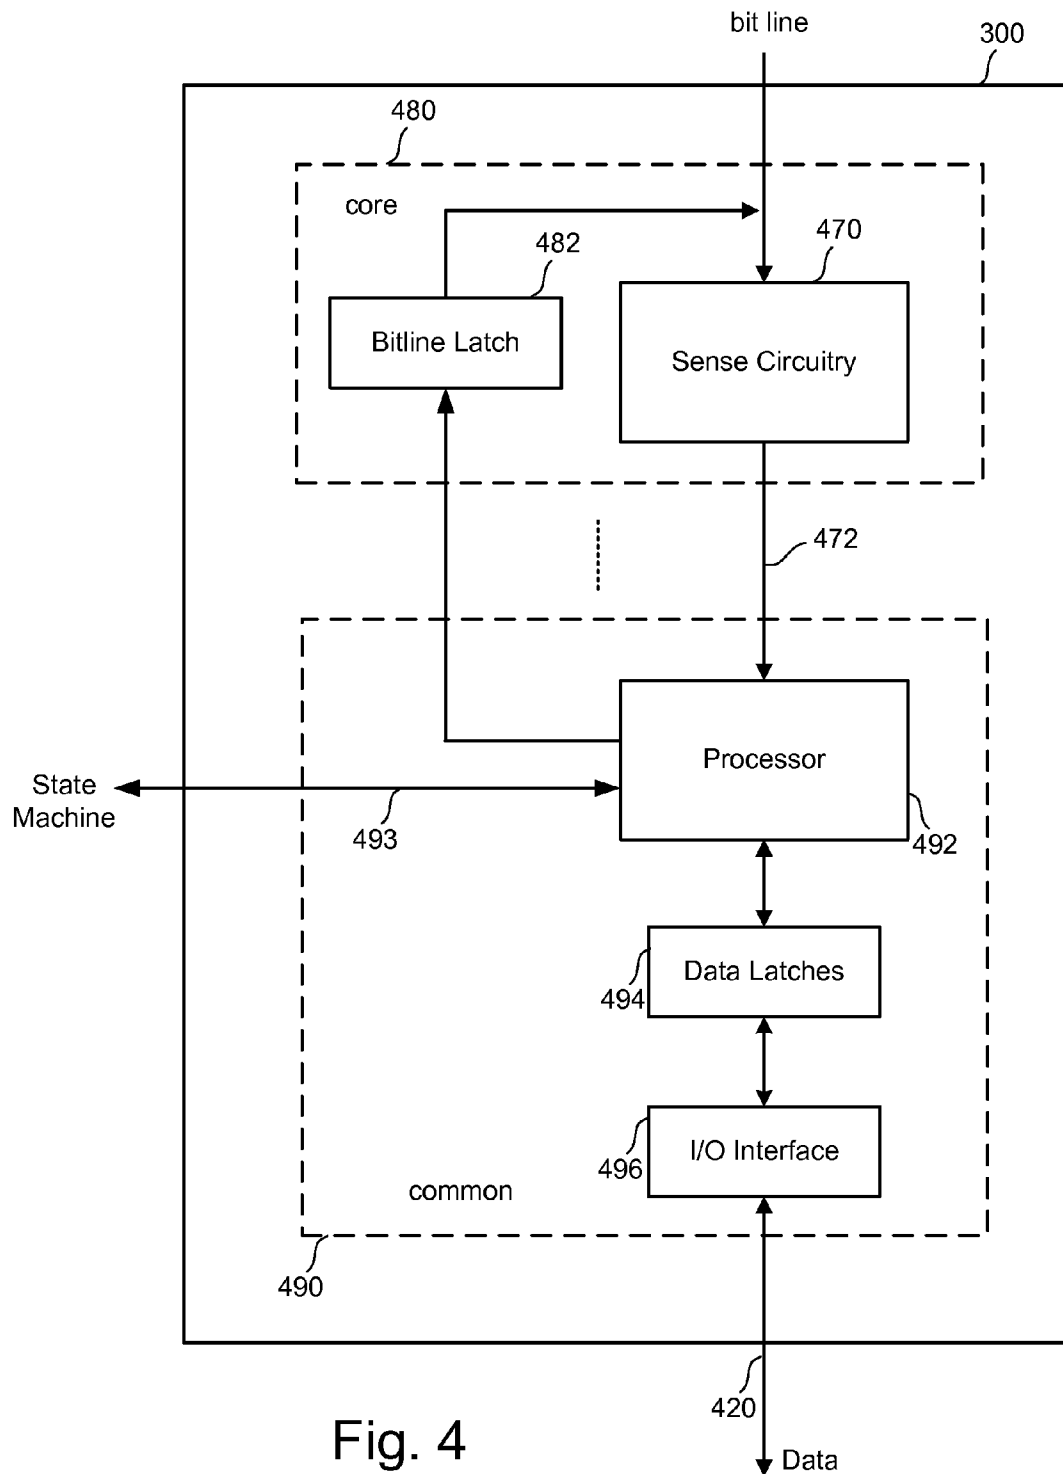 bit line
300
480
core
482
470
Bitline Latch
Sense Circuitry
472
Processor
State
Machine
493
492
Data Latches
494
I/O Interface
496
common
490
420
Fig. 4
Data